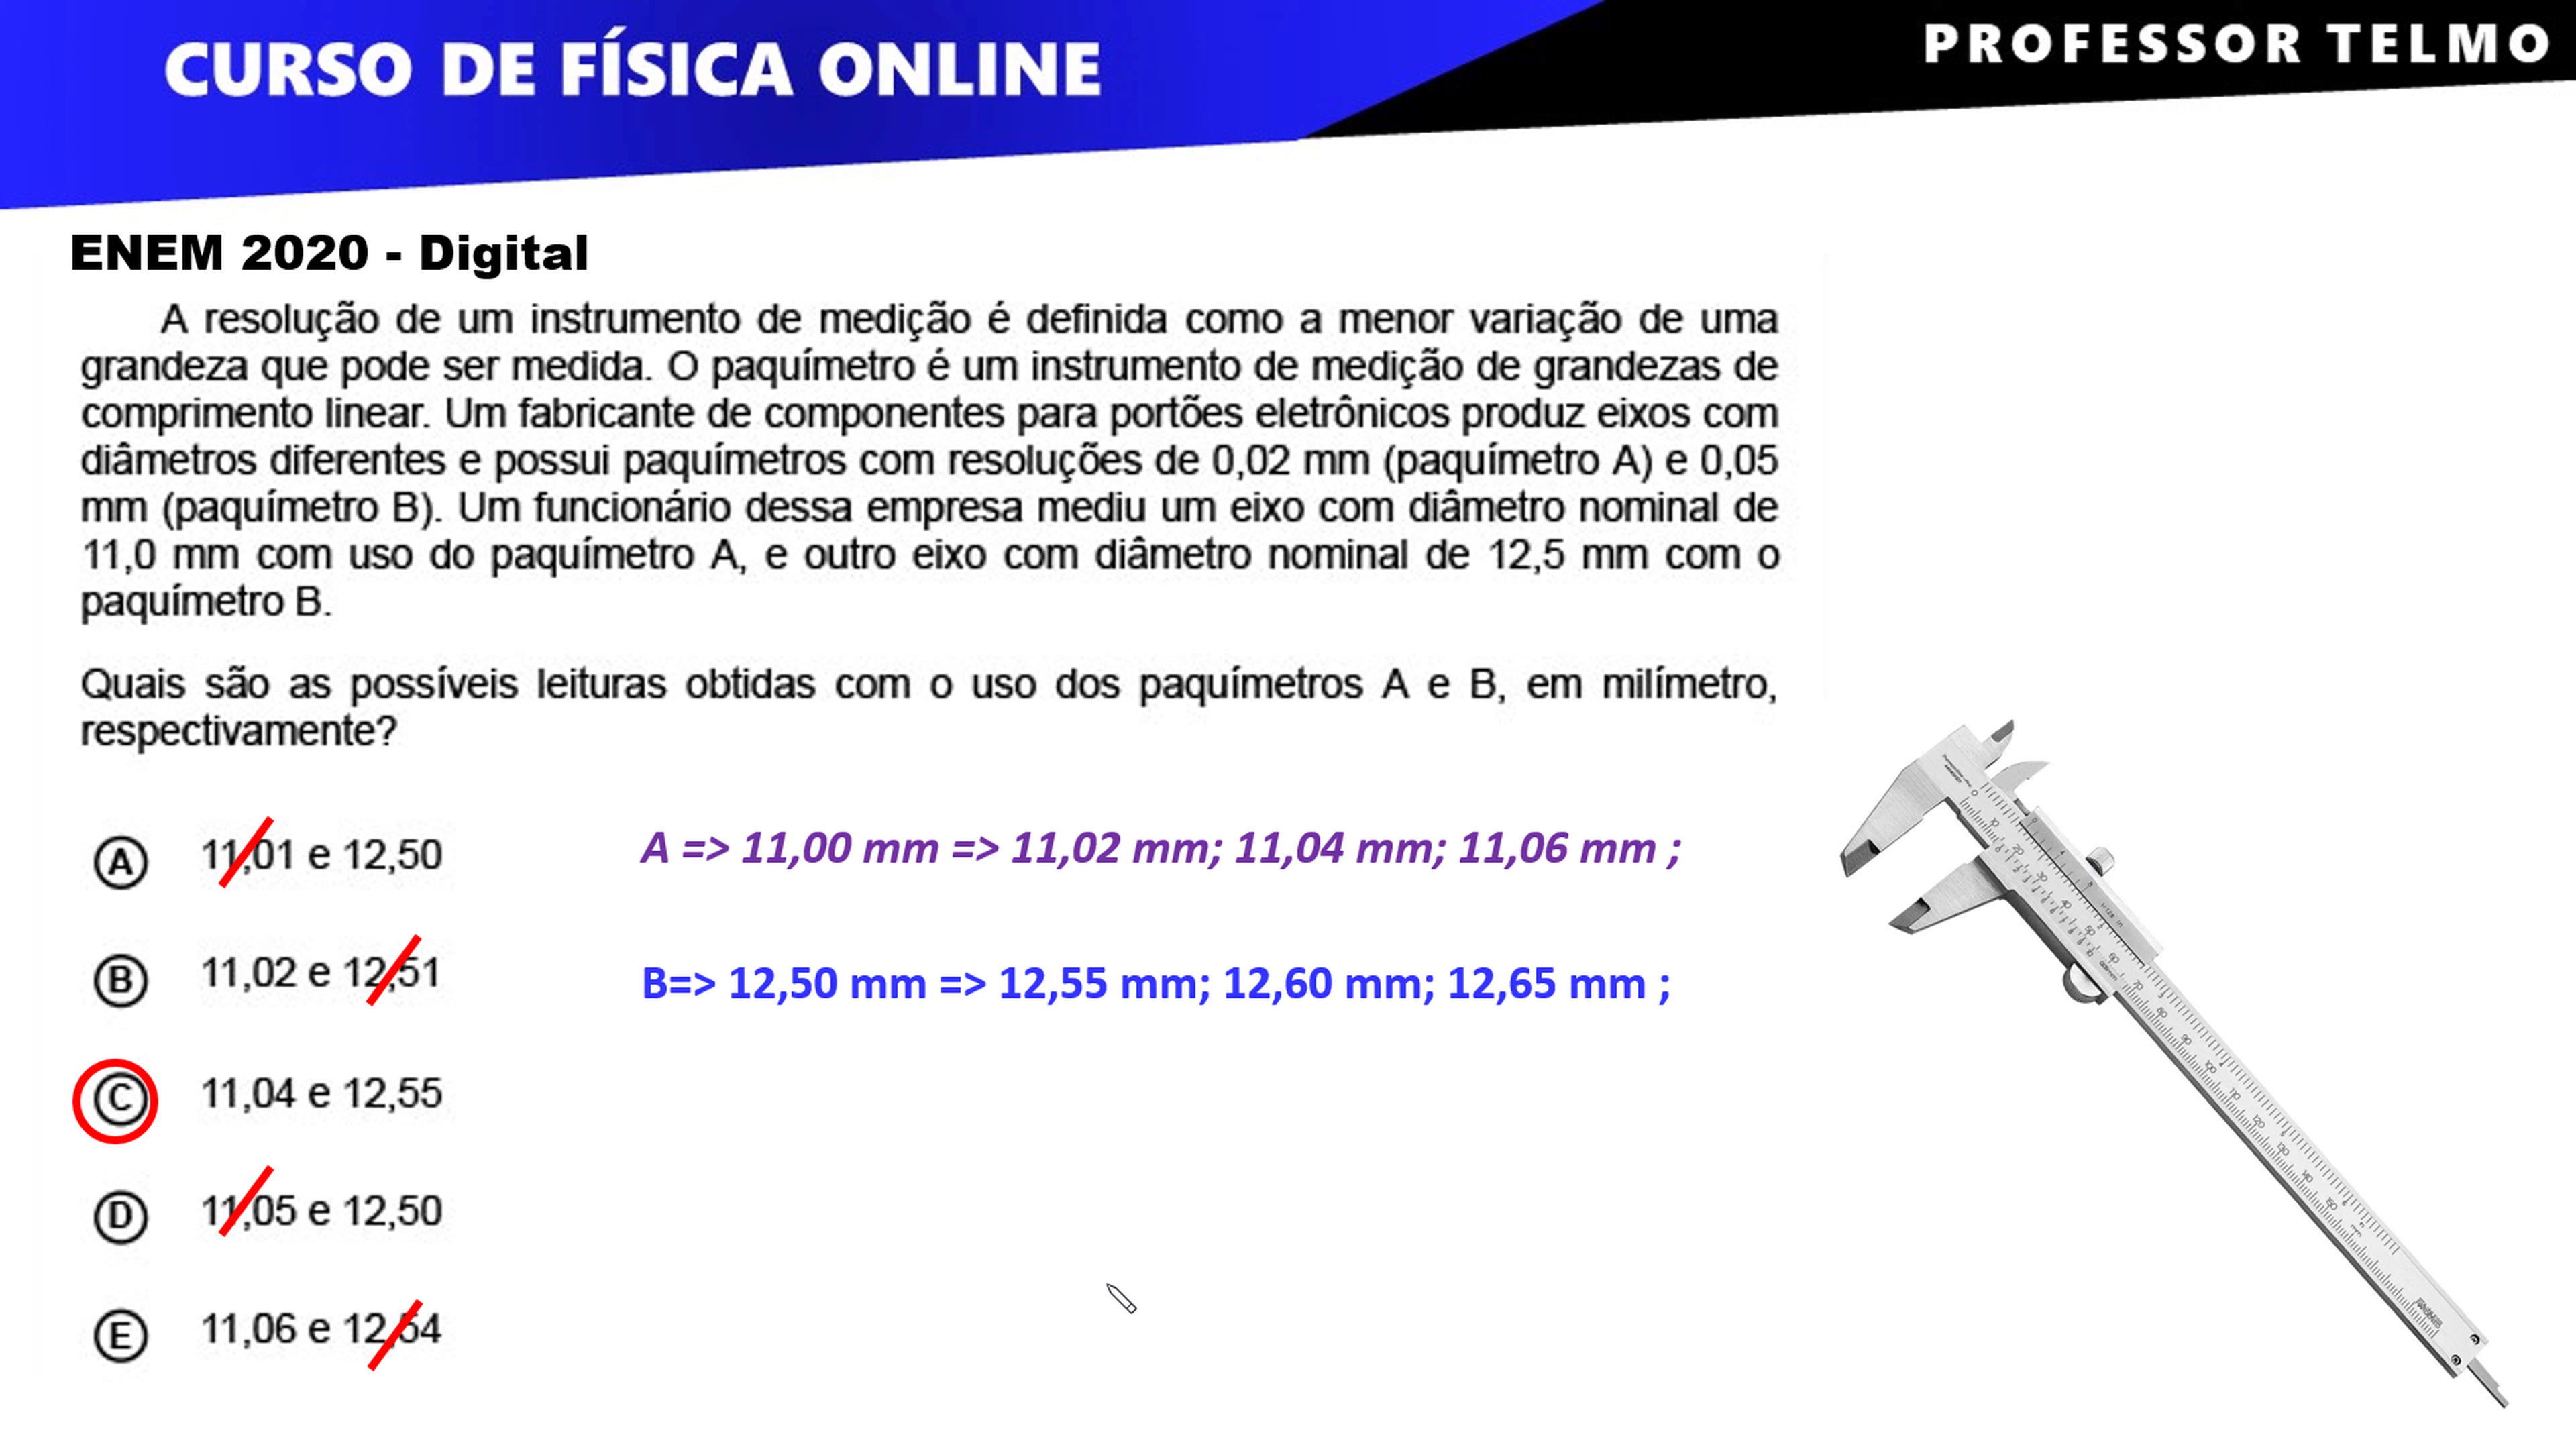 CURSO DE FÍSICA ONLINE
PROFESSOR TELMO
ENEM 2020 - Digital
A resolução de um instrumento de medição é definida como a menor variação de uma
grandeza que pode ser medida. O paquímetro é um instrumento de medição de grandezas de
comprimento linear. Um fabricante de componentes para portões eletrônicos produz eixos com
diâmetros diferentes e possui paquímetros com resoluções de 0,02 mm (paquímetro A) e 0,05
mm (paquímetro B). Um funcionário dessa empresa mediu um eixo com diâmetro nominal de
11,0 mm com uso do paquímetro A, e outro eixo com diâmetro nominal de 12,5 mm com o
paquímetro B.
Quais são as possíveis leituras obtidas com o uso dos paquímetros A e B, em milímetro,
respectivamente?
A 11,01 e 12,50
A => 11,00 mm => 11,02 mm; 11,04 mm; 11,06 mm ;
B 11,02 e 12,51
B=> 12,50 mm => 12,55 mm; 12,60 mm; 12,65 mm ;
C 11,04 e 12,55
D 11,05 e 12,50
E 11,06 e 12,54